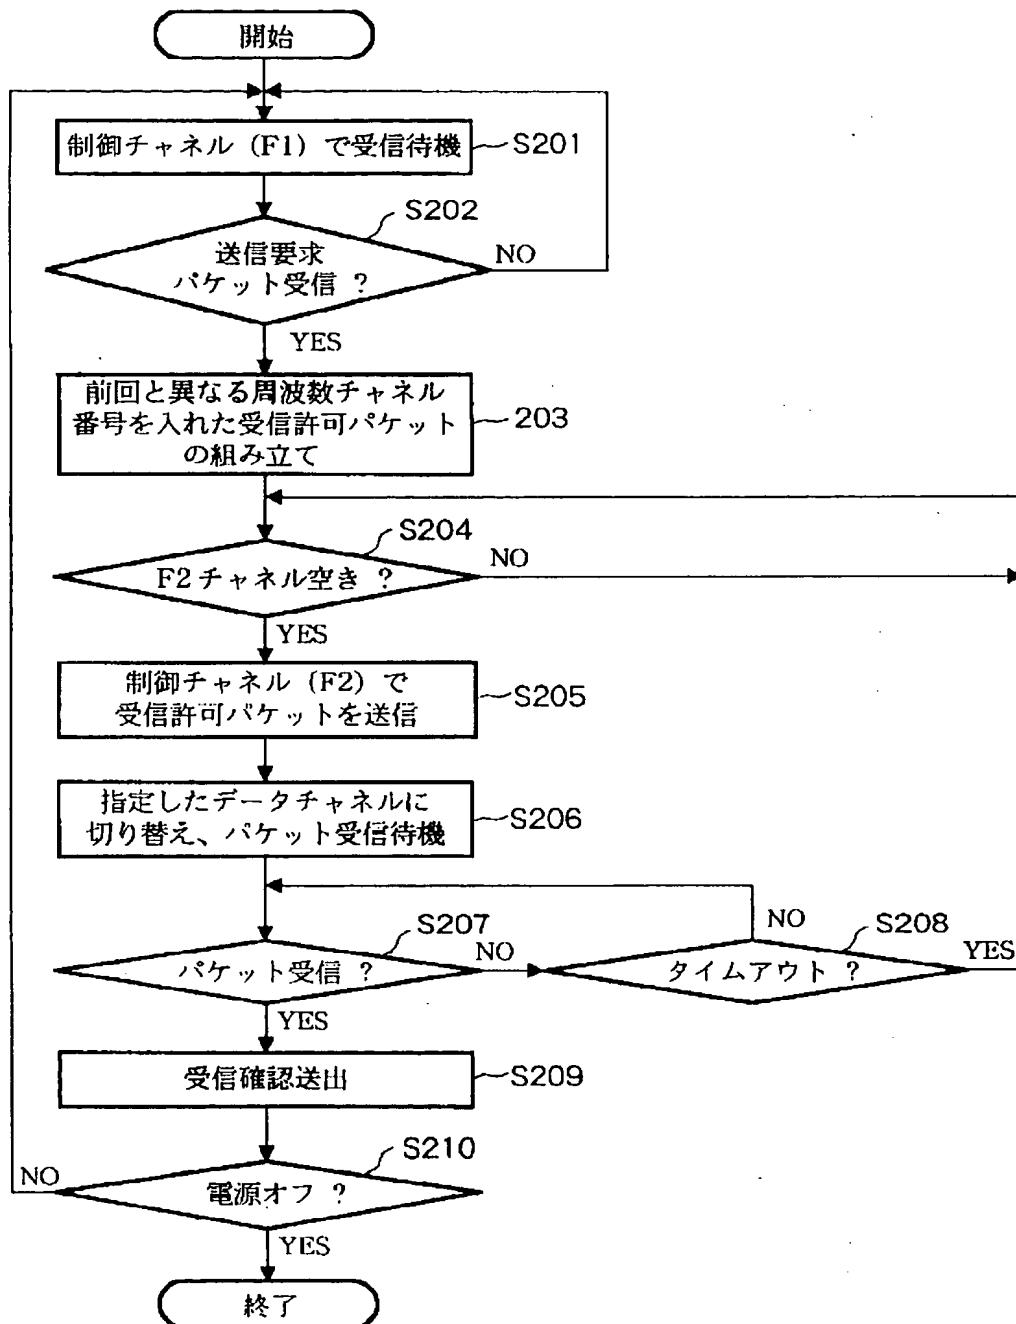 開始
制御チャネル (F1) で受信待機
S201
S202
送信要求
パケット受信 ?
NO
YES
前回と異なる周波数チャネル
番号を入れた受信許可パケット
の組み立て
203
S204
F2 チャネル空き ?
NO
YES
制御チャネル (F2) で
受信許可パケットを送信
S205
指定したデータチャネルに
切り替え、パケット受信待機
S206
S207
パケット受信 ?
NO
YES
S208
タイムアウト ?
NO
YES
受信確認送出
S209
S210
電源オフ ?
NO
YES
終了